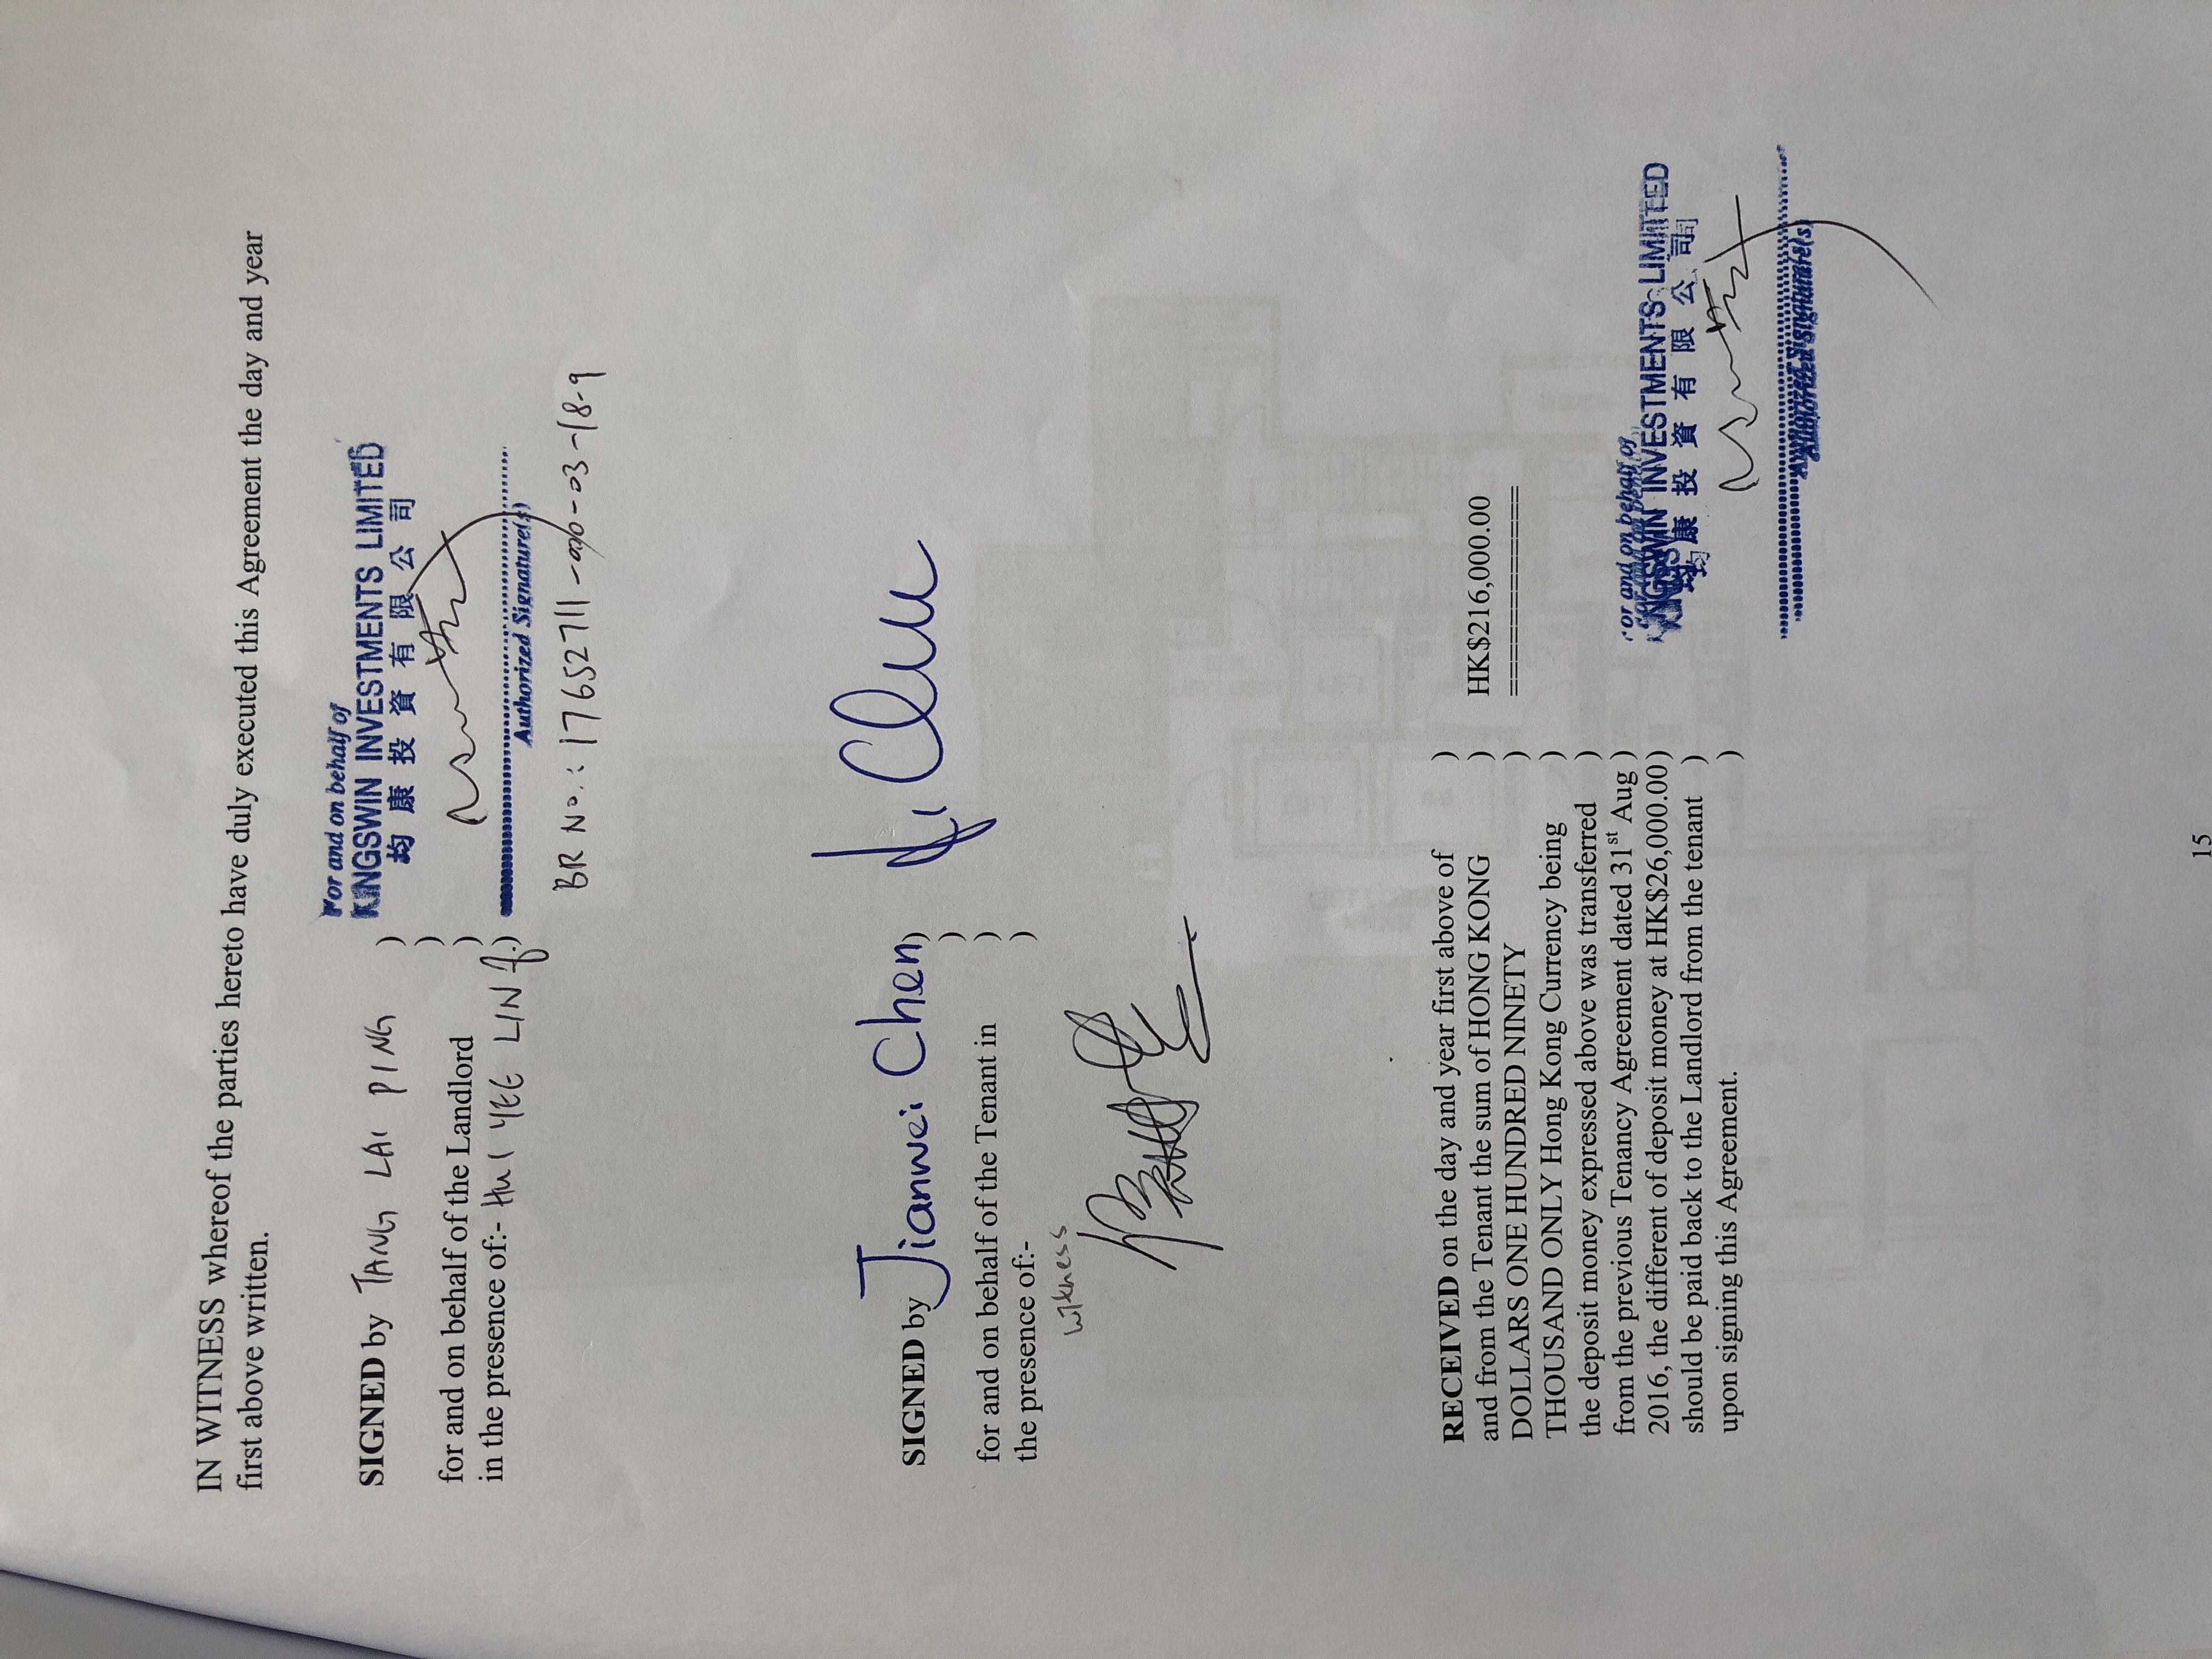 IN WITNESS whereof the parties hereto have duly executed this Agreement the day and year
first above written.
For and on behalf of
KINGSWIN INVESTMENTS LIMITED
均 康 投 資 有 限 公 司
SIGNED by TANG LAI PING )
)
for and on behalf of the Landlord )
in the presence of:- HUI YEE LIN )
Authorized Signature(s)
BR No.: 17652711-000-03-18-9
SIGNED by Jianwei Chen )
)
for and on behalf of the Tenant in )
the presence of:- )
witness
RECEIVED on the day and year first above of )
and from the Tenant the sum of HONG KONG ) HK$216,000.00
DOLLARS ONE HUNDRED NINETY ) ============
THOUSAND ONLY Hong Kong Currency being )
the deposit money expressed above was transferred )
from the previous Tenancy Agreement dated 31st Aug )
2016, the different of deposit money at HK$26,000.00)
should be paid back to the Landlord from the tenant )
upon signing this Agreement. )
For and on behalf of
KINGSWIN INVESTMENTS LIMITED
均 康 投 資 有 限 公 司
Authorized Signature(s)
15